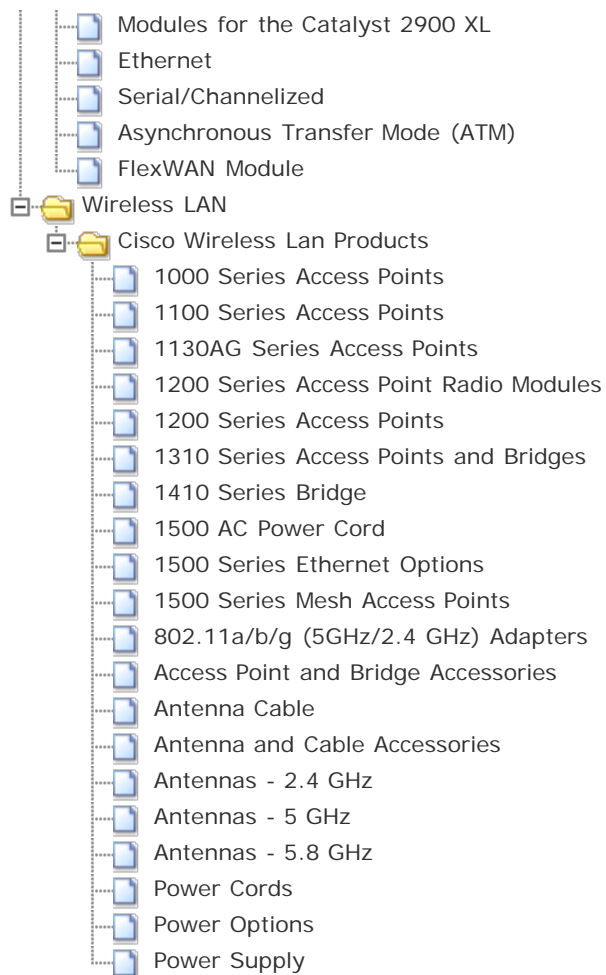 Modules for the Catalyst 2900 XL
Ethernet
Serial/Channelized
Asynchronous Transfer Mode (ATM)
FlexWAN Module
Wireless LAN
Cisco Wireless Lan Products
1000 Series Access Points
1100 Series Access Points
1130AG Series Access Points
1200 Series Access Point Radio Modules
1200 Series Access Points
1310 Series Access Points and Bridges
1410 Series Bridge
1500 AC Power Cord
1500 Series Ethernet Options
1500 Series Mesh Access Points
802.11a/b/g (5GHz/2.4 GHz) Adapters
Access Point and Bridge Accessories
Antenna Cable
Antenna and Cable Accessories
Antennas - 2.4 GHz
Antennas - 5 GHz
Antennas - 5.8 GHz
Power Cords
Power Options
Power Supply